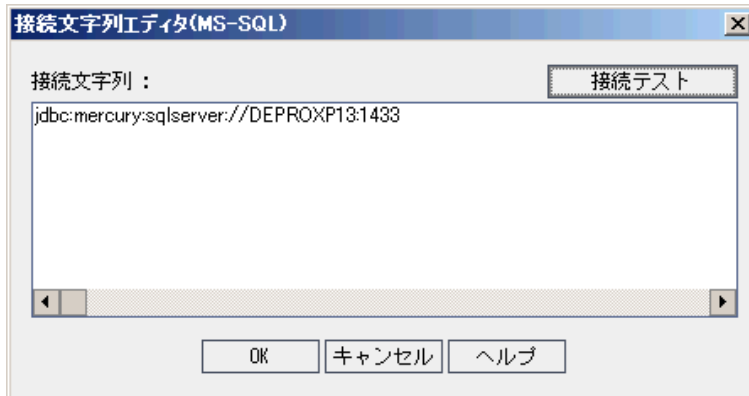 接続文字列エディタ(MS-SQL)
接続文字列 :
接続テスト
jdbc:mercury:sqlserver://DEPROXP13:1433
OK
キャンセル
ヘルプ